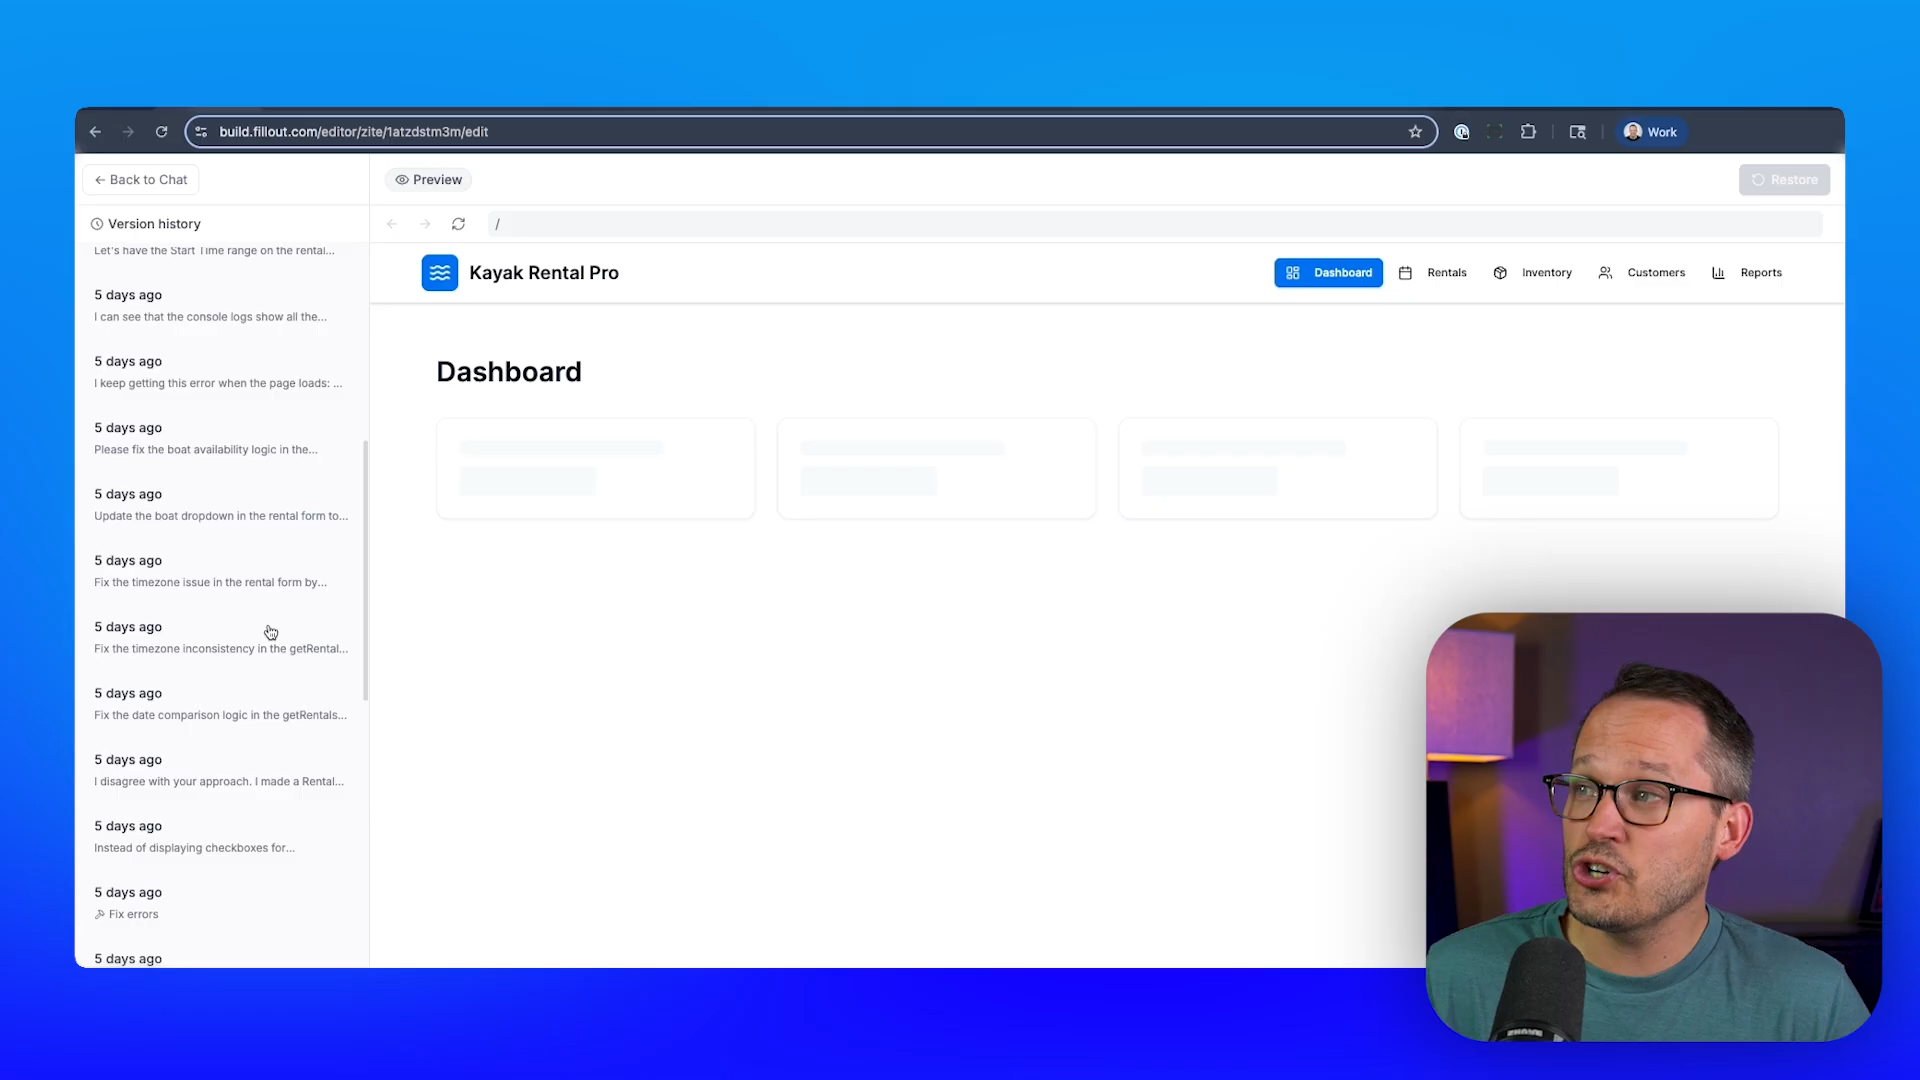 build.fillout.com/editor/zite/1atzdstm3m/edit
Work
Back to Chat
Preview
Restore
Version history
/
Let's have the Start Time range on the rental...
Kayak Rental Pro
Dashboard
Rentals
Inventory
Customers
Reports
5 days ago
I can see that the console logs show all the...
5 days ago
I keep getting this error when the page loads: ...
Dashboard
5 days ago
Please fix the boat availability logic in the...
5 days ago
Update the boat dropdown in the rental form to...
5 days ago
Fix the timezone issue in the rental form by...
5 days ago
Fix the timezone inconsistency in the getRental...
5 days ago
Fix the date comparison logic in the getRentals...
5 days ago
I disagree with your approach. I made a Rental...
5 days ago
Instead of displaying checkboxes for...
5 days ago
Fix errors
5 days ago